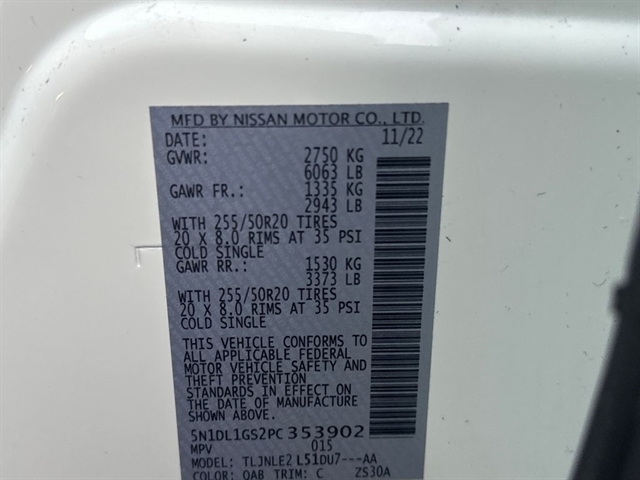 MFD BY NISSAN MOTOR CO., LTD.
DATE: 11/22
GVWR: 2750 KG
6063 LB
GAWR FR.: 1335 KG
2943 LB
WITH 255/50R20 TIRES
20 X 8.0 RIMS AT 35 PSI
COLD SINGLE
GAWR RR.: 1530 KG
3373 LB
WITH 255/50R20 TIRES
20 X 8.0 RIMS AT 35 PSI
COLD SINGLE
THIS VEHICLE CONFORMS TO
ALL APPLICABLE FEDERAL
MOTOR VEHICLE SAFETY AND
THEFT PREVENTION
STANDARDS IN EFFECT ON
THE DATE OF MANUFACTURE
SHOWN ABOVE.
5N1DL1GS2PC353902
MPV 015
MODEL: TLJNLE2 L51DU7---AA
COLOR: QAB TRIM: C ZS30A